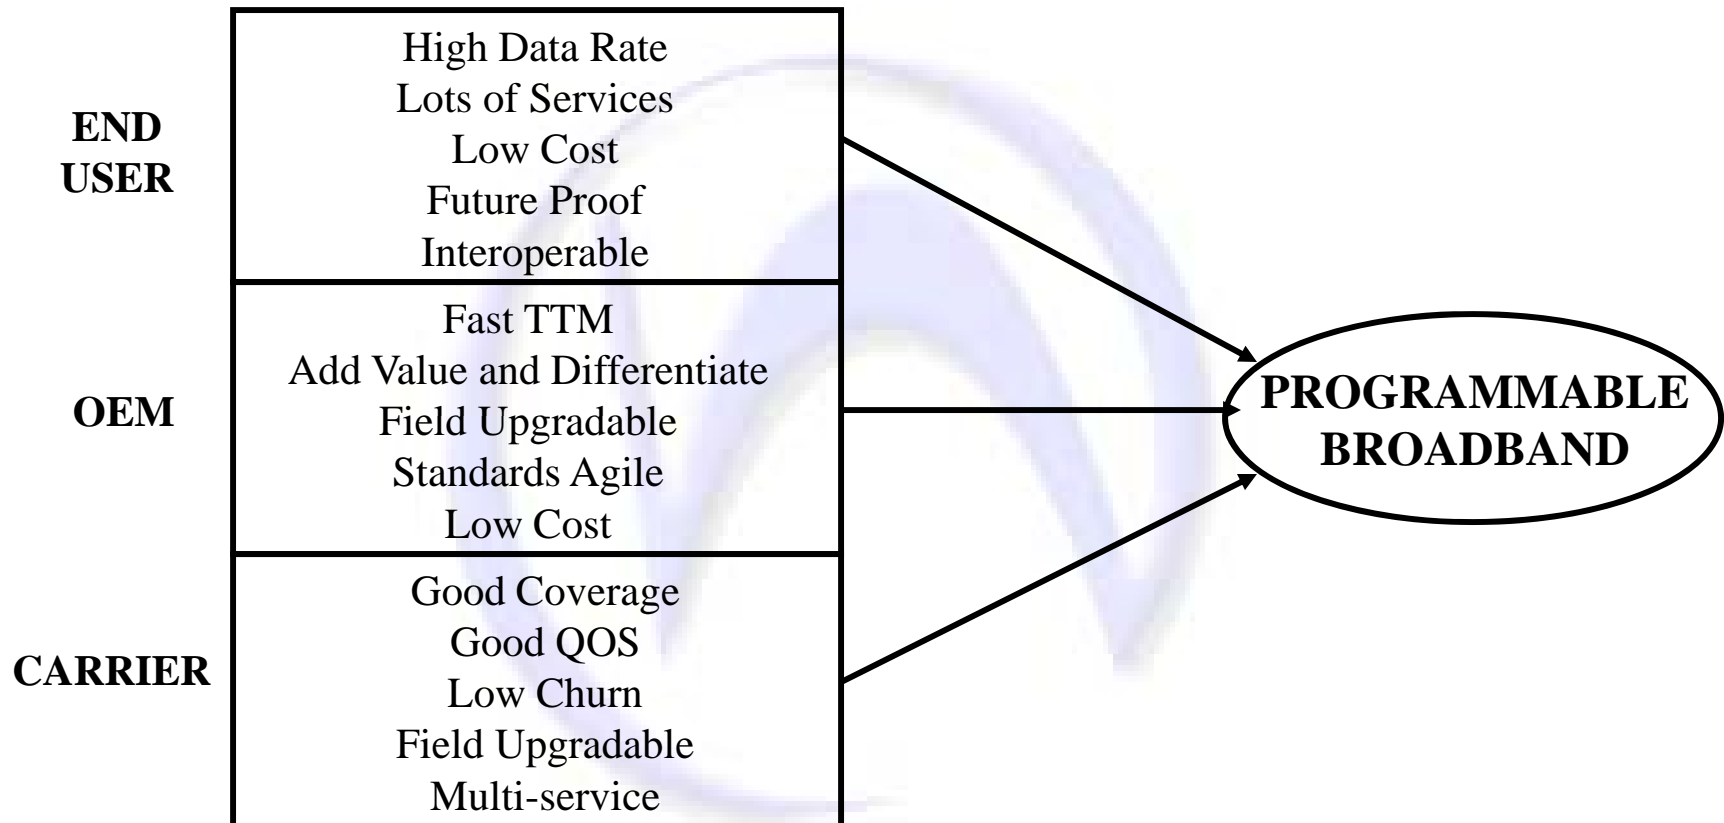 END
USER
High Data Rate
Lots of Services
Low Cost
Future Proof
Interoperable
OEM
Fast TTM
Add Value and Differentiate
Field Upgradable
Standards Agile
Low Cost
CARRIER
Good Coverage
Good QOS
Low Churn
Field Upgradable
Multi-service
PROGRAMMABLE
BROADBAND